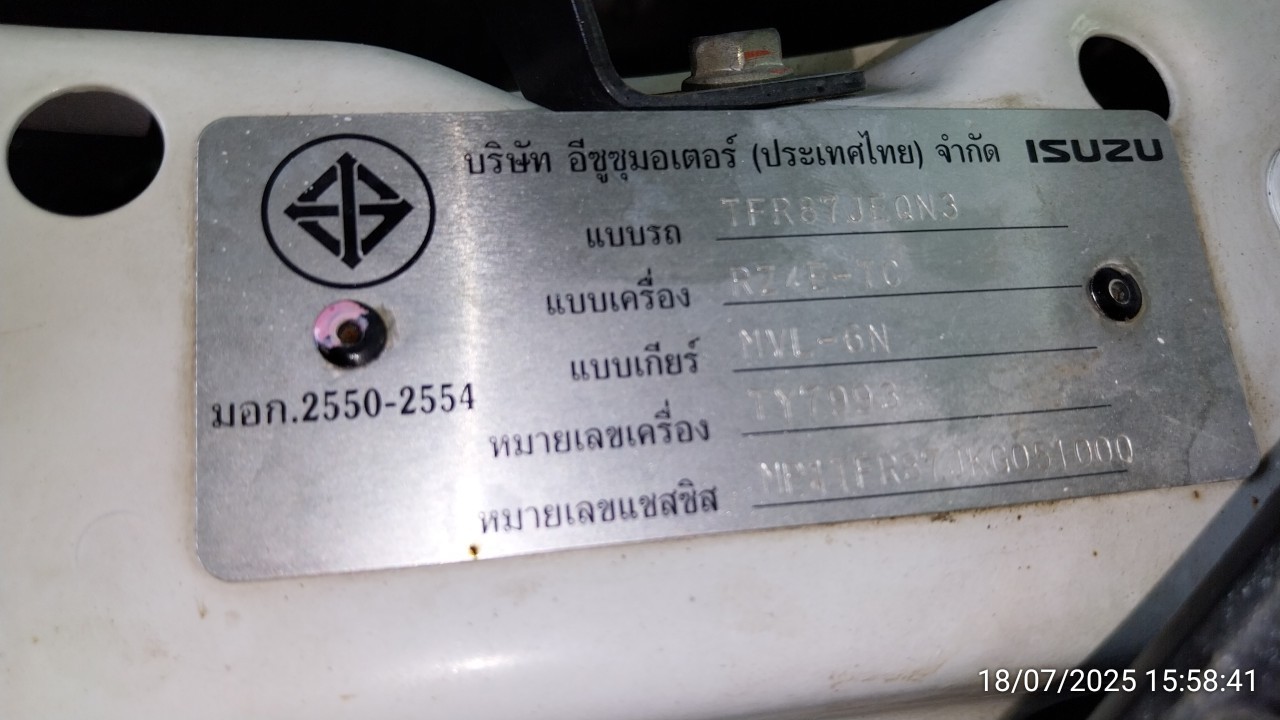 บริษัท อีซูซุมอเตอร์ (ประเทศไทย) จำกัด ISUZU
แบบรถ TFR87JEQN3
แบบเครื่อง RZ4E-TC
แบบเกียร์ MVL-6N
หมายเลขเครื่อง
หมายเลขแชสซิส
มอก.2550-2554
18/07/2025 15:58:41